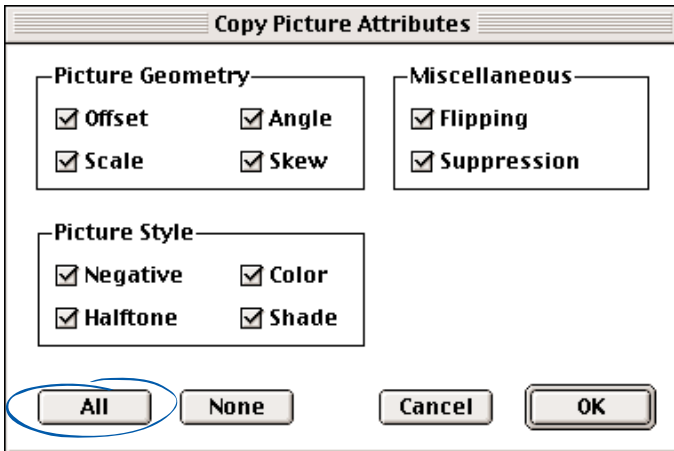 Copy Picture Attributes
Picture Geometry
Offset Angle
Scale Skew
Miscellaneous
Flipping
Suppression
Picture Style
Negative Color
Halftone Shade
All None Cancel OK